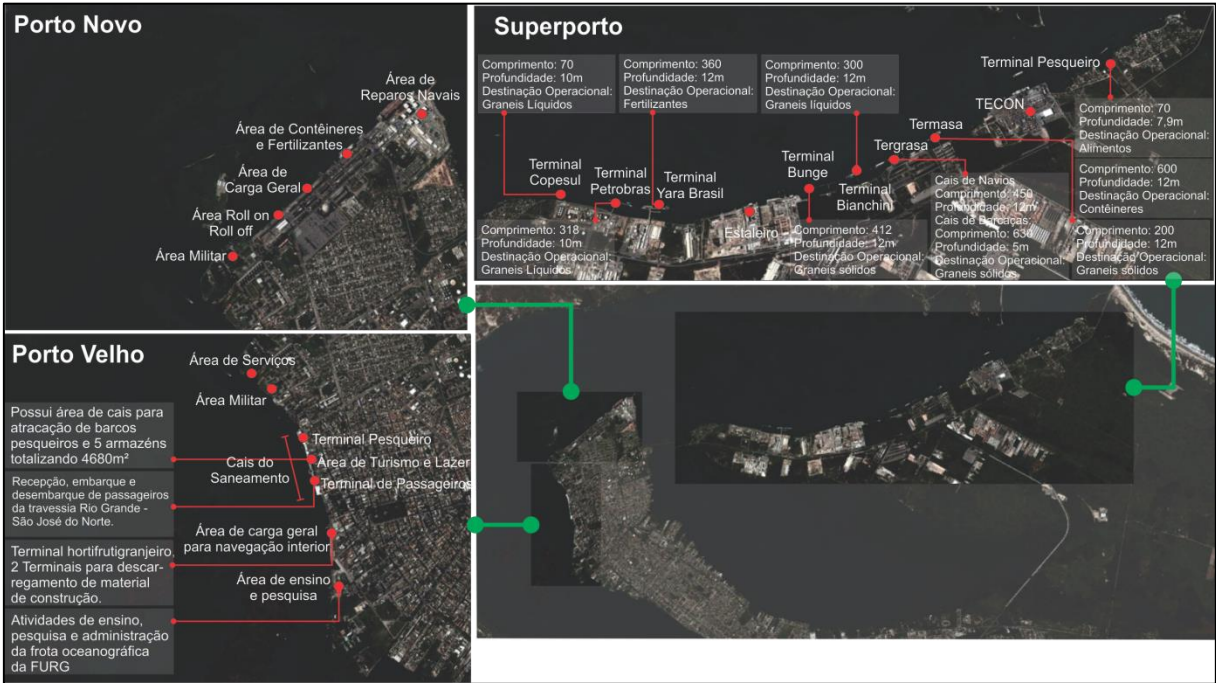 Porto Novo
Área de
Reparos Navais
Área de Contêineres
e Fertilizantes
Área de
Carga Geral
Área Roll on
Roll off
Área Militar
Superporto
Comprimento: 70
Profundidade: 10m
Destinação Operacional:
Graneis Líquidos
Comprimento: 360
Profundidade: 12m
Destinação Operacional:
Fertilizantes
Comprimento: 300
Profundidade: 12m
Destinação Operacional:
Graneis líquidos
Terminal Pesqueiro
TECON
Comprimento: 70
Profundidade: 7,9m
Destinação Operacional:
Alimentos
Termasa
Tergrasa
Terminal
Copesul
Terminal
Petrobras
Terminal
Yara Brasil
Terminal
Bunge
Terminal
Bianchini
Estaleiro
Cais de Navios
Comprimento: 450
Profundidade: 12m
Cais de Barcaças:
Comprimento: 630
Profundidade: 5m
Destinação Operacional:
Graneis sólidos
Comprimento: 600
Profundidade: 12m
Destinação Operacional:
Contêineres
Comprimento: 318
Profundidade: 10m
Destinação Operacional:
Graneis Líquidos
Comprimento: 412
Profundidade: 12m
Destinação Operacional:
Graneis sólidos
Comprimento: 200
Profundidade: 12m
Destinação Operacional:
Graneis sólidos
Porto Velho
Área de Serviços
Área Militar
Possui área de cais para
atracação de barcos
pesqueiros e 5 armazéns
totalizando 4680m²
Terminal Pesqueiro
Cais do
Saneamento
Área de Turismo e Lazer
Terminal de Passageiros
Recepção, embarque e
desembarque de passageiros
da travessia Rio Grande -
São José do Norte.
Área de carga geral
para navegação interior
Terminal hortifrutigranjeiro,
2 Terminais para descar-
regamento de material
de construção.
Área de ensino
e pesquisa
Atividades de ensino,
pesquisa e administração
da frota oceanográfica
da FURG